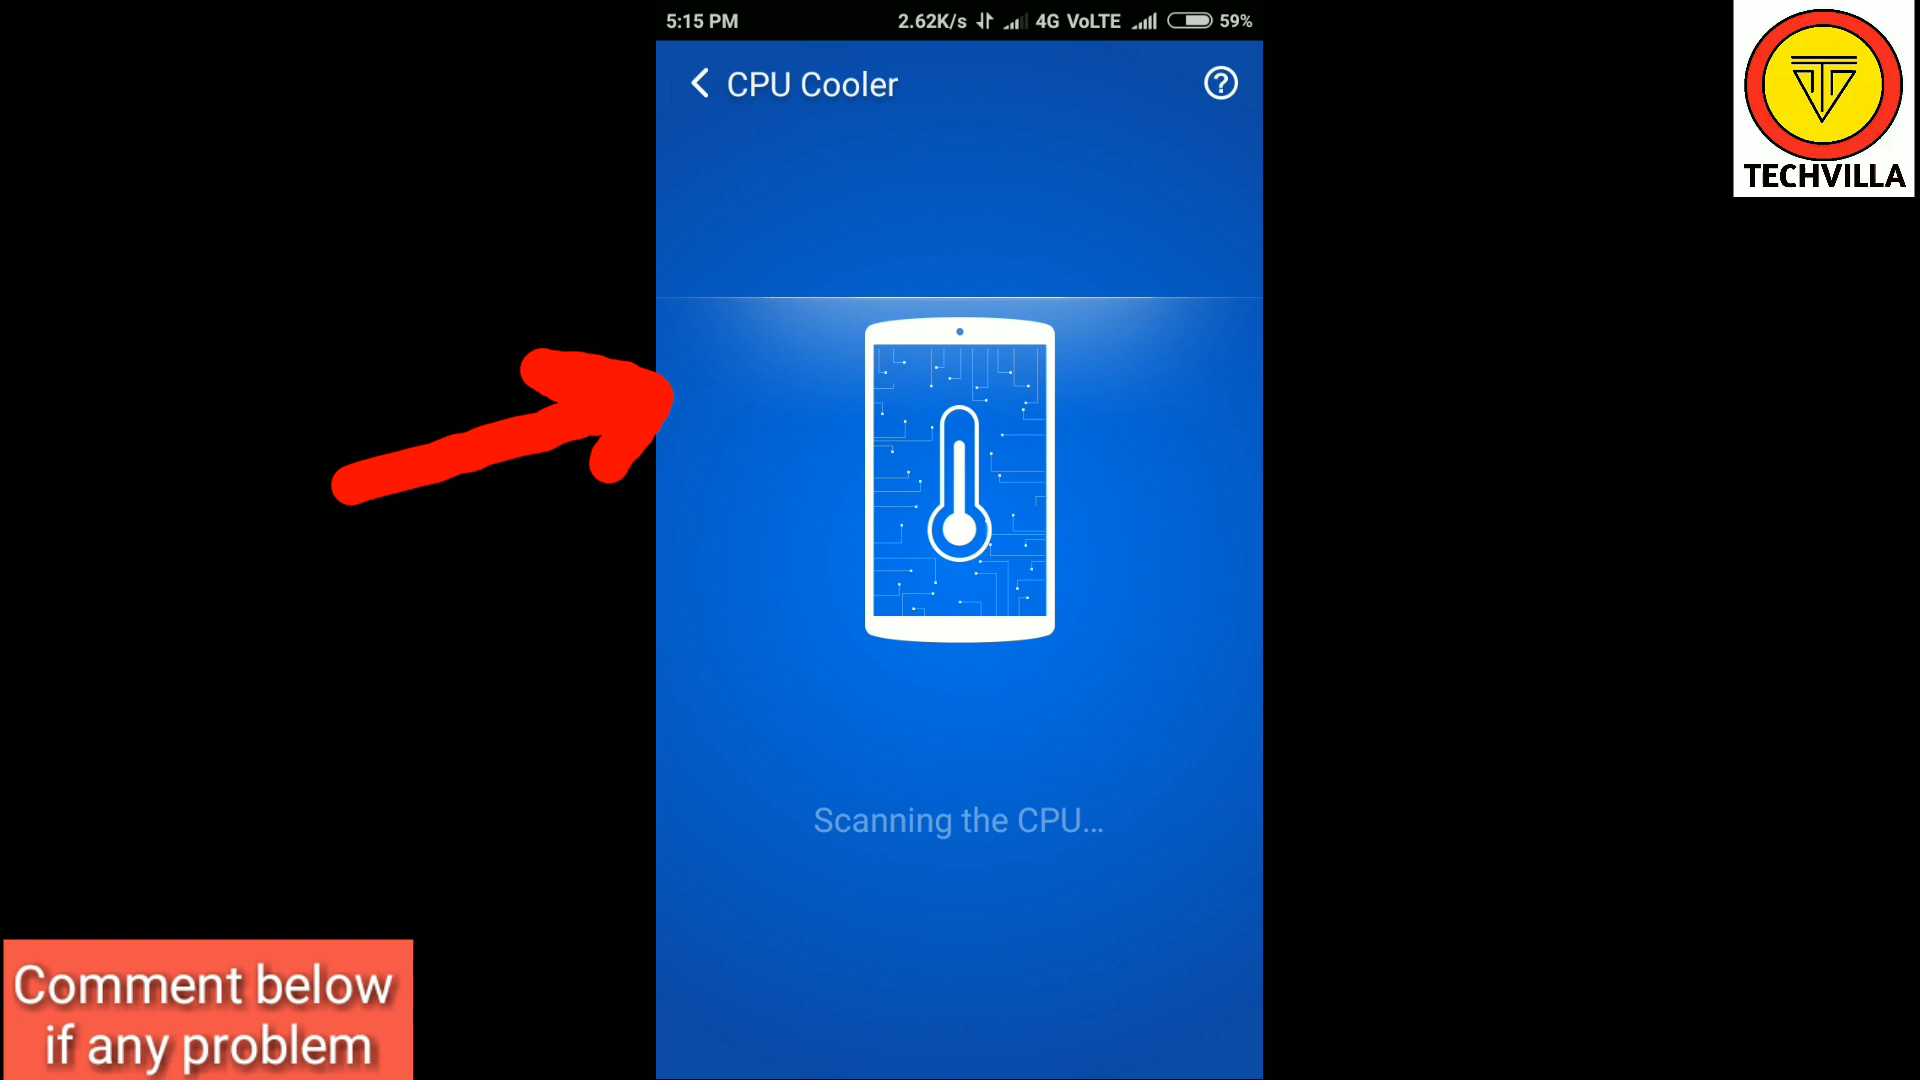 5:15 PM 2.62K/s 4G VoLTE 59%
CPU Cooler
TECHVILLA
Scanning the CPU...
Comment below
if any problem